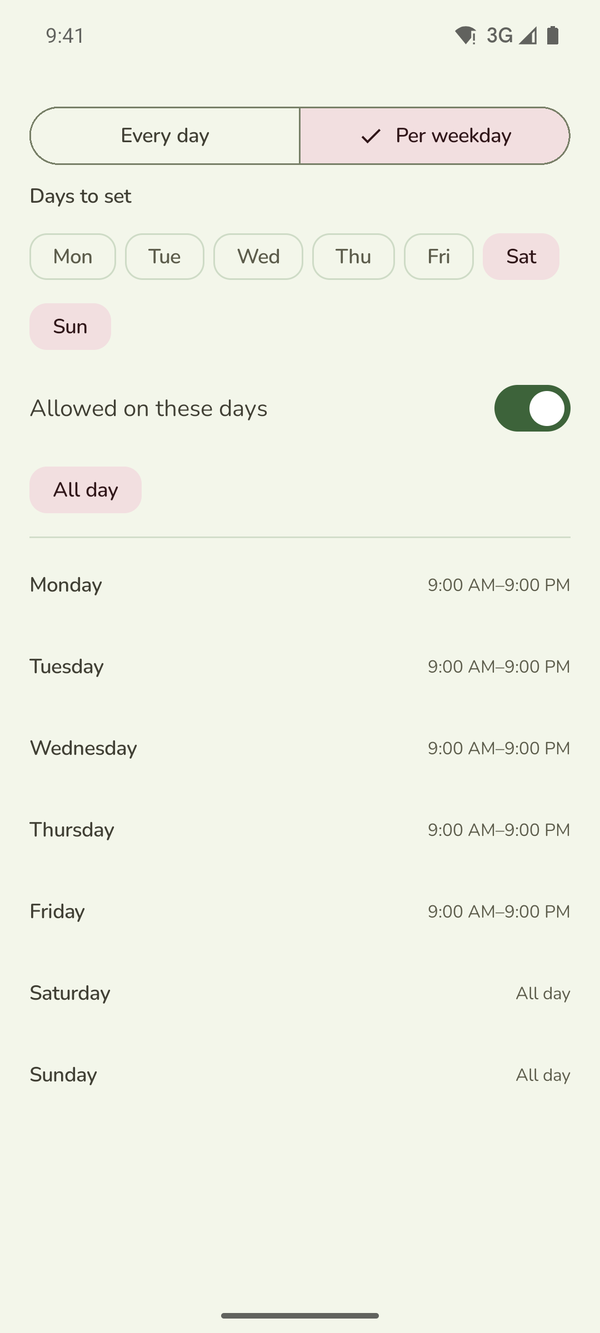 9:41 3G
Every day Per weekday
Days to set
Mon Tue Wed Thu Fri Sat
Sun
Allowed on these days
All day
Monday 9:00 AM–9:00 PM
Tuesday 9:00 AM–9:00 PM
Wednesday 9:00 AM–9:00 PM
Thursday 9:00 AM–9:00 PM
Friday 9:00 AM–9:00 PM
Saturday All day
Sunday All day